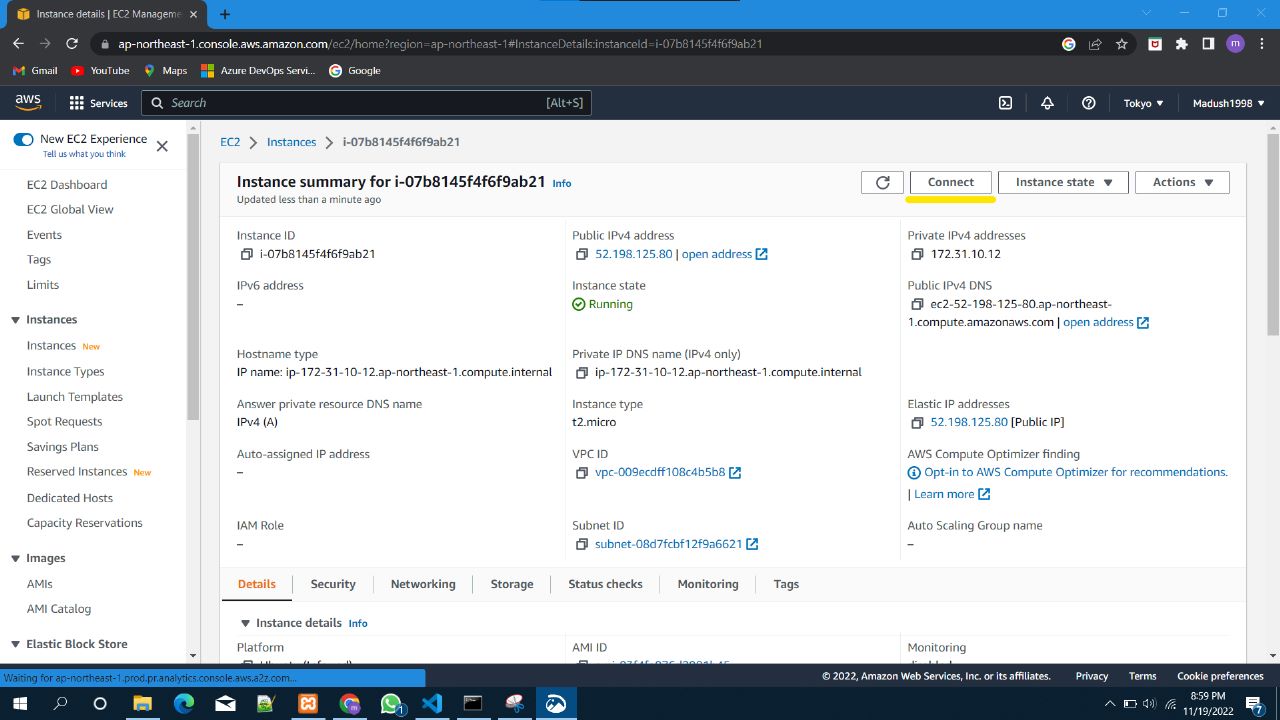 Instance details | EC2 Manageme
ap-northeast-1.console.aws.amazon.com/ec2/home?region=ap-northeast-1#InstanceDetails:instanceId=i-07b8145f4f6f9ab21
m
Gmail YouTube Maps Azure DevOps Servi... Google
aws Services Search [Alt+S] Tokyo Madush1998
New EC2 Experience
Tell us what you think
EC2 Dashboard
EC2 Global View
Events
Tags
Limits
Instances
Instances New
Instance Types
Launch Templates
Spot Requests
Savings Plans
Reserved Instances New
Dedicated Hosts
Capacity Reservations
Images
AMIs
AMI Catalog
Elastic Block Store
EC2 Instances i-07b8145f4f6f9ab21
Instance summary for i-07b8145f4f6f9ab21 Info
Updated less than a minute ago
Connect Instance state Actions
Instance ID
i-07b8145f4f6f9ab21
Public IPv4 address
52.198.125.80 | open address
Private IPv4 addresses
172.31.10.12
IPv6 address
–
Instance state
Running
Public IPv4 DNS
ec2-52-198-125-80.ap-northeast-
1.compute.amazonaws.com | open address
Hostname type
IP name: ip-172-31-10-12.ap-northeast-1.compute.internal
Private IP DNS name (IPv4 only)
ip-172-31-10-12.ap-northeast-1.compute.internal
Answer private resource DNS name
IPv4 (A)
Instance type
t2.micro
Elastic IP addresses
52.198.125.80 [Public IP]
Auto-assigned IP address
–
VPC ID
vpc-009ecdff108c4b5b8
AWS Compute Optimizer finding
Opt-in to AWS Compute Optimizer for recommendations.
| Learn more
IAM Role
–
Subnet ID
subnet-08d7fcbf12f9a6621
Auto Scaling Group name
–
Details Security Networking Storage Status checks Monitoring Tags
Instance details Info
Platform
AMI ID
Monitoring
Waiting for ap-northeast-1.prod.pr.analytics.console.aws.a2z.com...
© 2022, Amazon Web Services, Inc. or its affiliates. Privacy Terms Cookie preferences
8:59 PM
11/19/2022
1
7